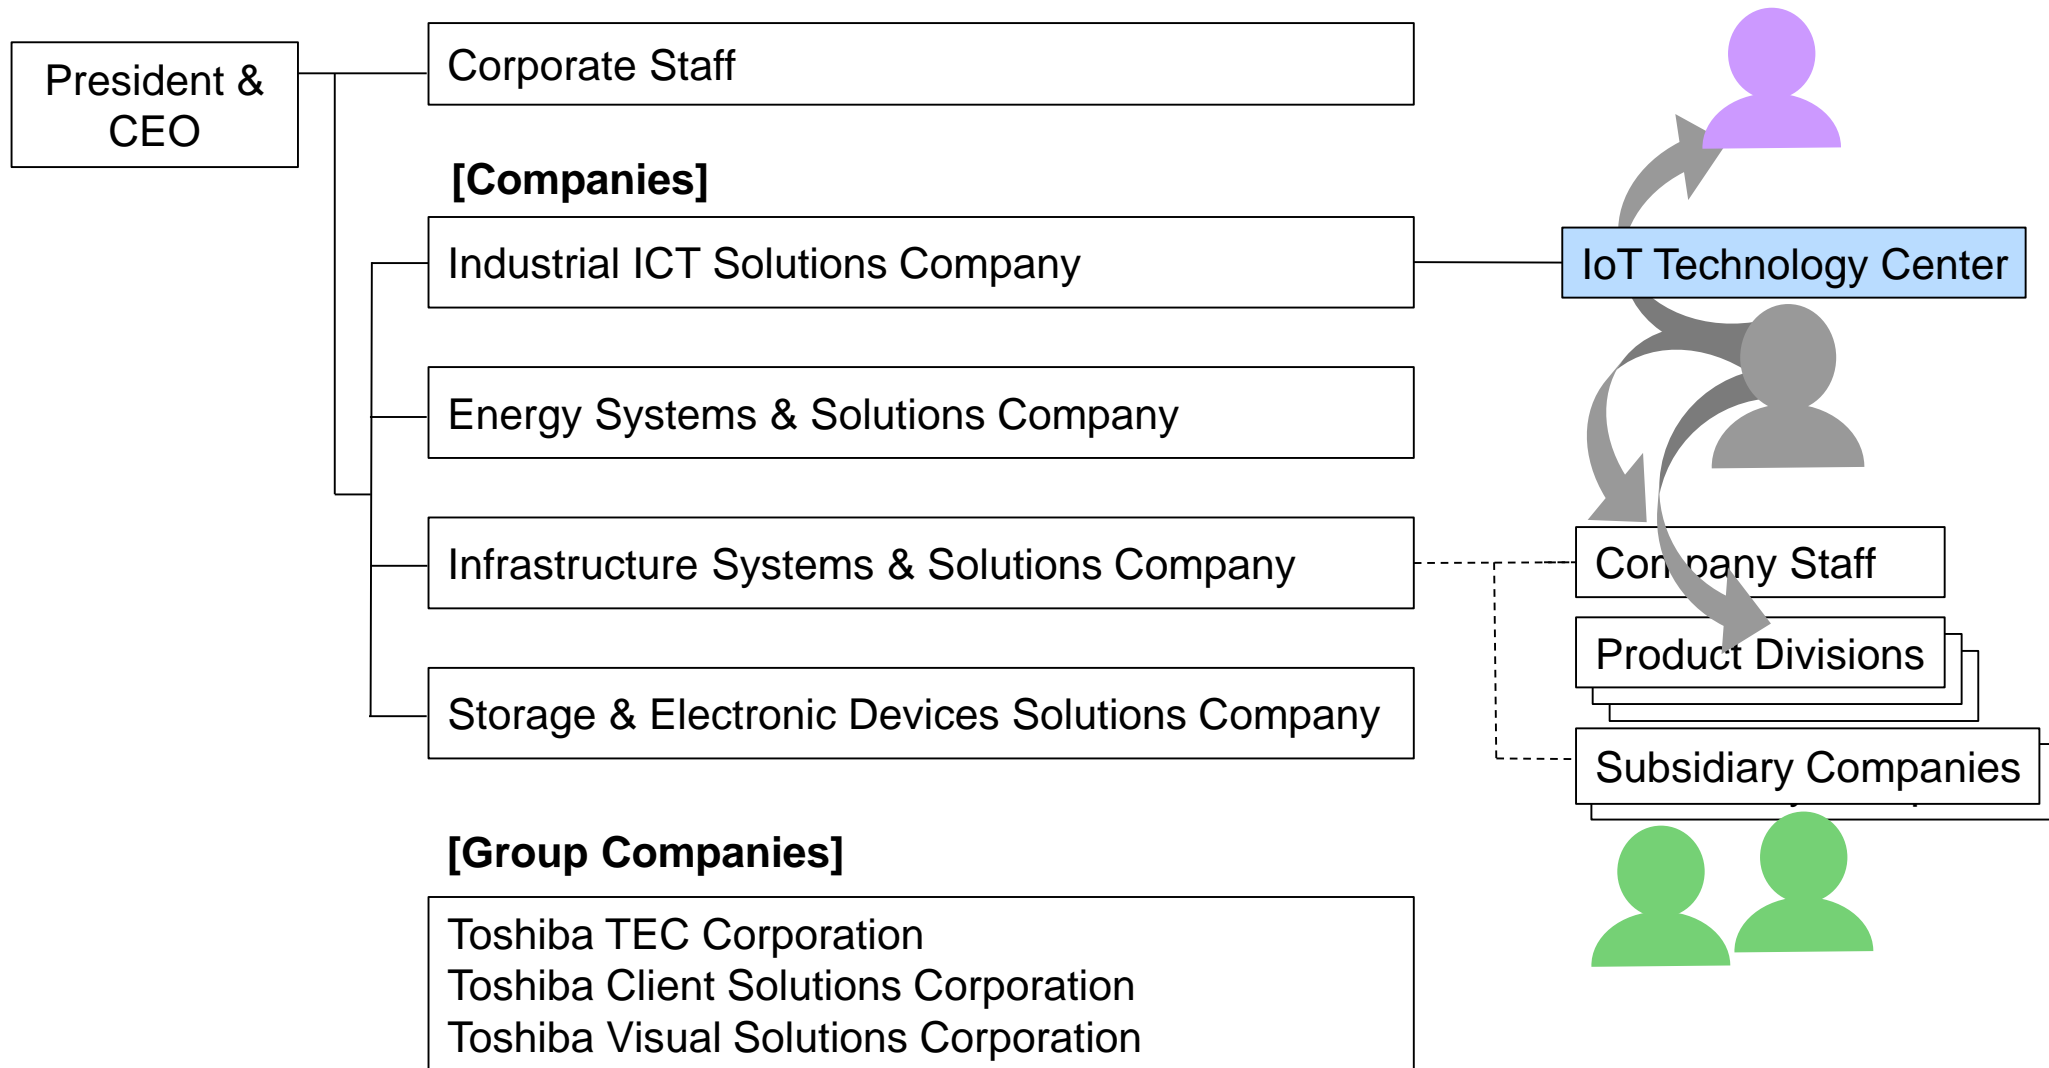 President &
CEO
Corporate Staff
[Companies]
Industrial ICT Solutions Company
IoT Technology Center
Energy Systems & Solutions Company
Infrastructure Systems & Solutions Company
Company Staff
Product Divisions
Storage & Electronic Devices Solutions Company
Subsidiary Companies
[Group Companies]
Toshiba TEC Corporation
Toshiba Client Solutions Corporation
Toshiba Visual Solutions Corporation